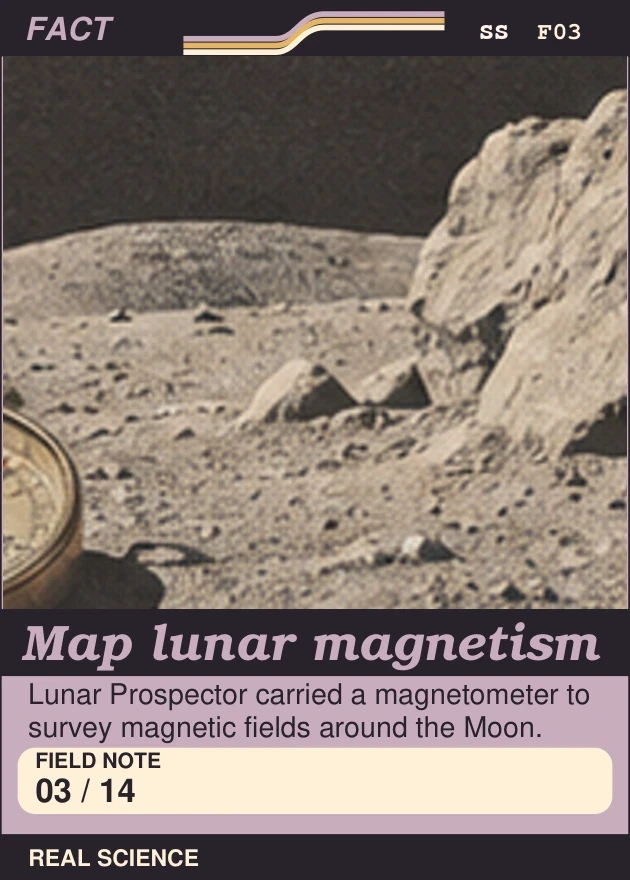 FACT
SS F03
Map lunar magnetism
Lunar Prospector carried a magnetometer to
survey magnetic fields around the Moon.
FIELD NOTE
03 / 14
REAL SCIENCE